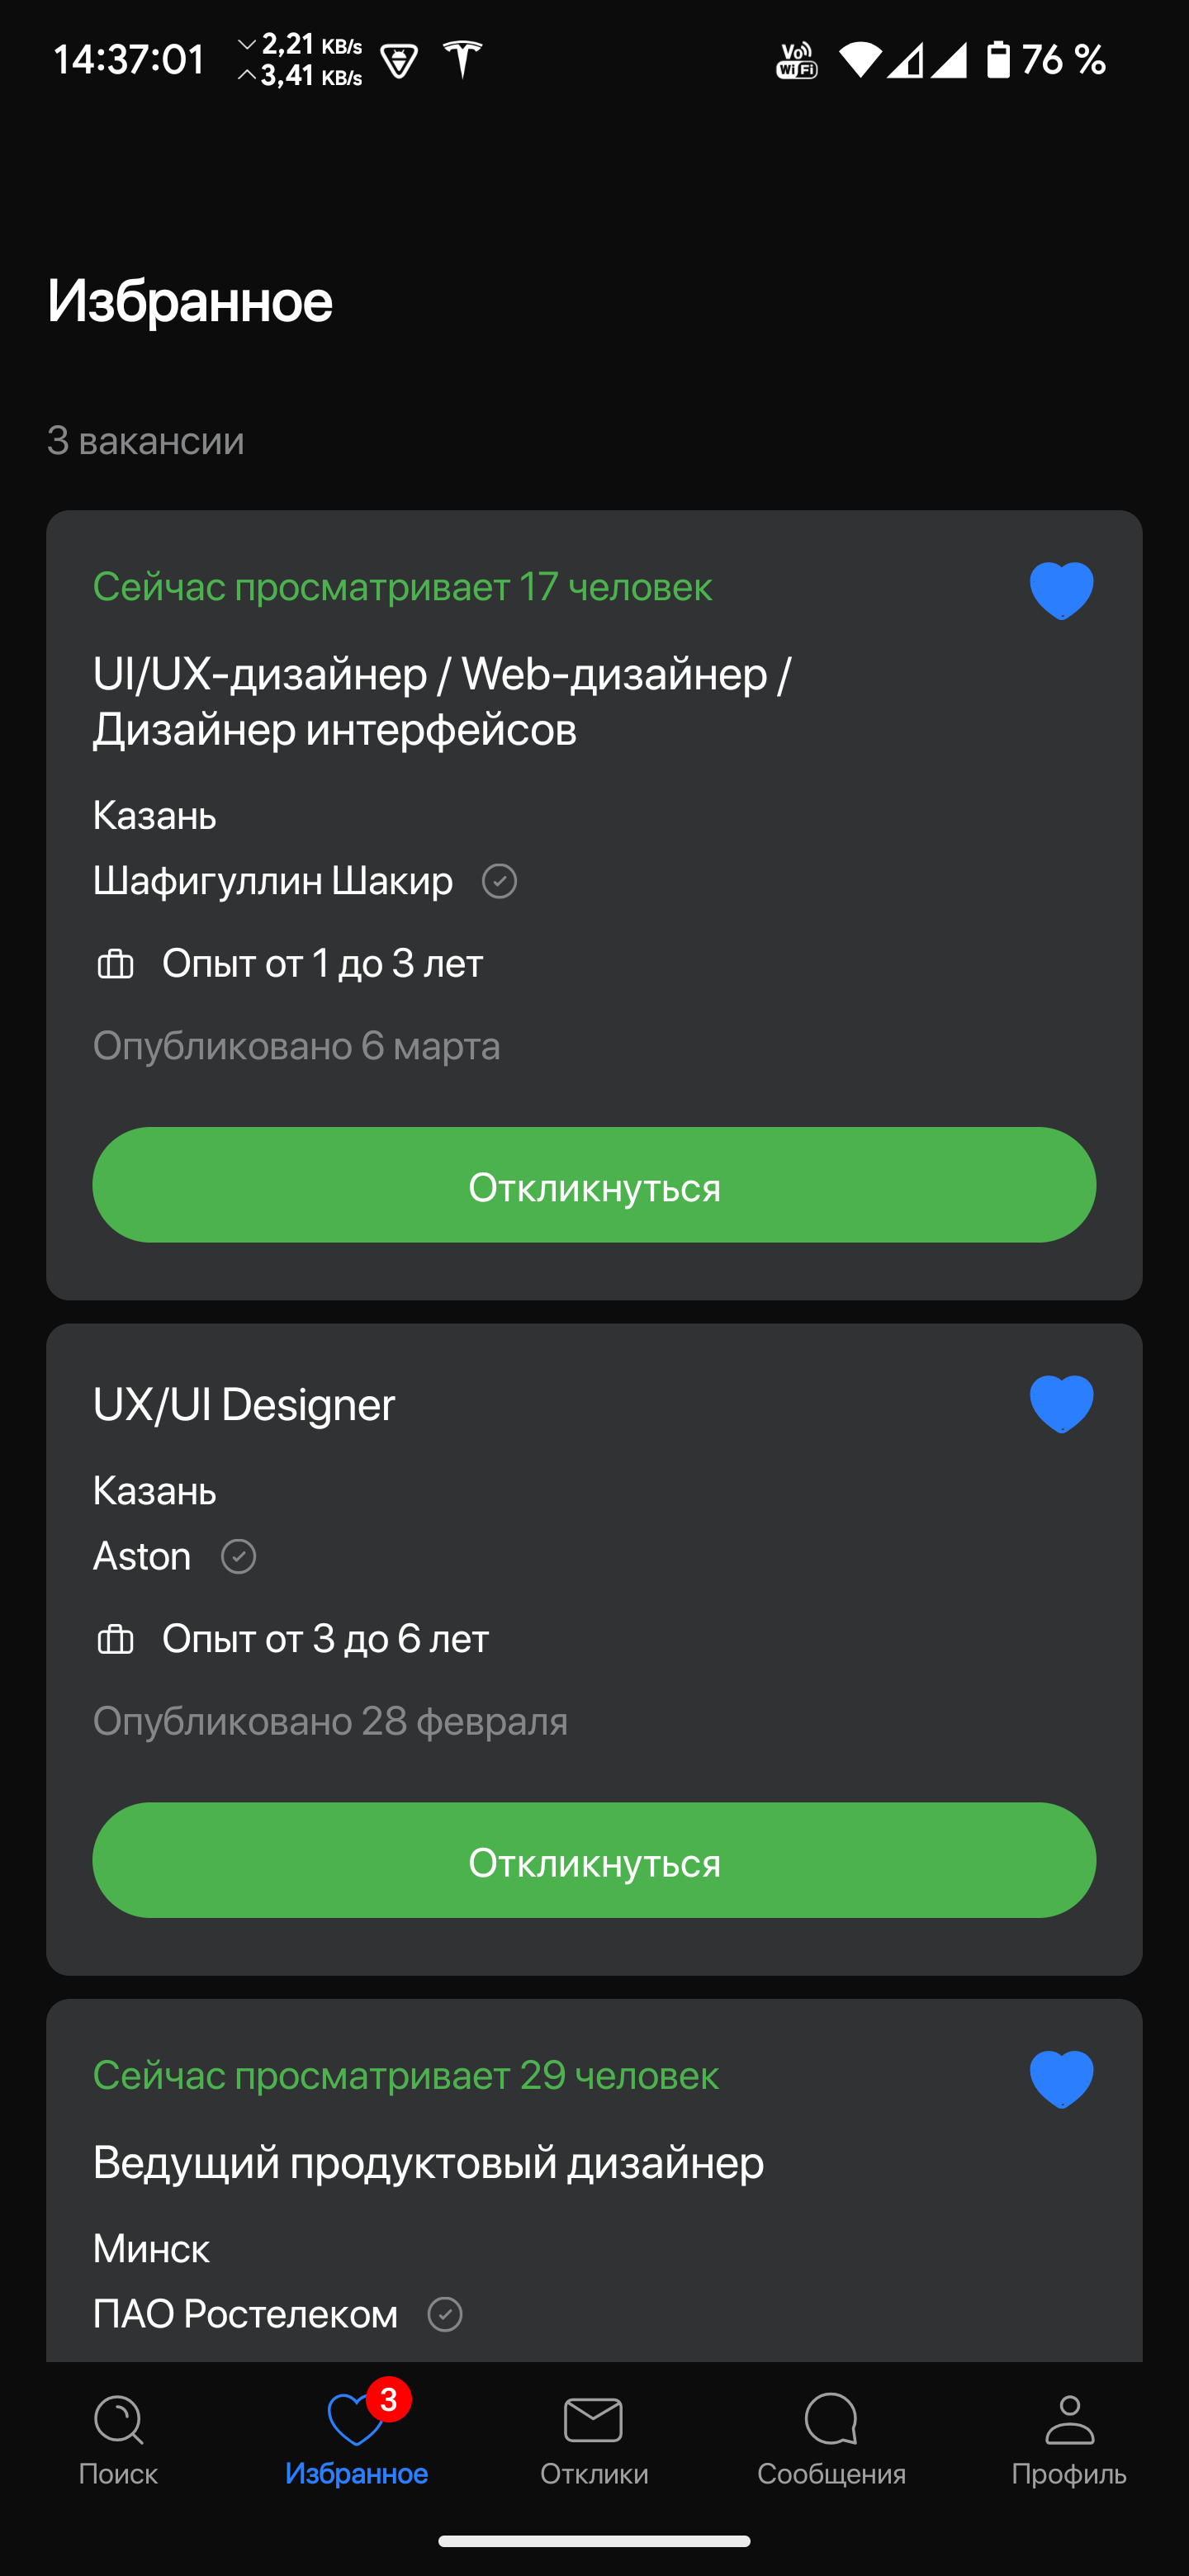 14:37:01
2,21 KB/s
3,41 KB/s
Vo
WiFi
76 %
Избранное
3 вакансии
Сейчас просматривает 17 человек
UI/UX-дизайнер / Web-дизайнер /
Дизайнер интерфейсов
Казань
Шафигуллин Шакир
Опыт от 1 до 3 лет
Опубликовано 6 марта
Откликнуться
UX/UI Designer
Казань
Aston
Опыт от 3 до 6 лет
Опубликовано 28 февраля
Откликнуться
Сейчас просматривает 29 человек
Ведущий продуктовый дизайнер
Минск
ПАО Ростелеком
3
Поиск
Избранное
Отклики
Сообщения
Профиль